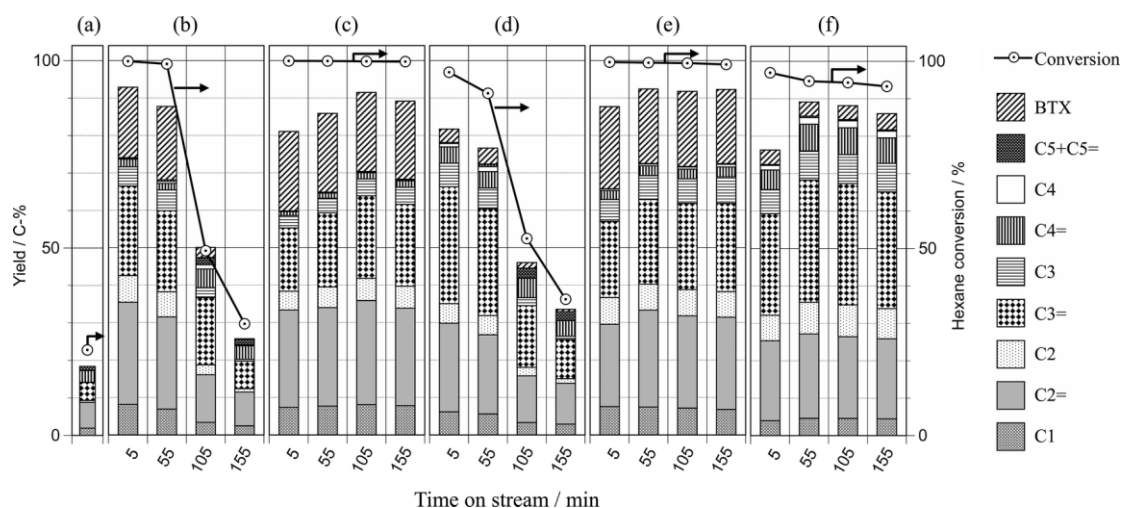 (a) (b) (c) (d) (e) (f)
100 100
50 50
0 0
Yield / C-%
Hexane conversion / %
5 55 105 155 5 55 105 155 5 55 105 155 5 55 105 155 5 55 105 155
Time on stream / min
Conversion
BTX
C5+C5=
C4
C4=
C3
C3=
C2
C2=
C1